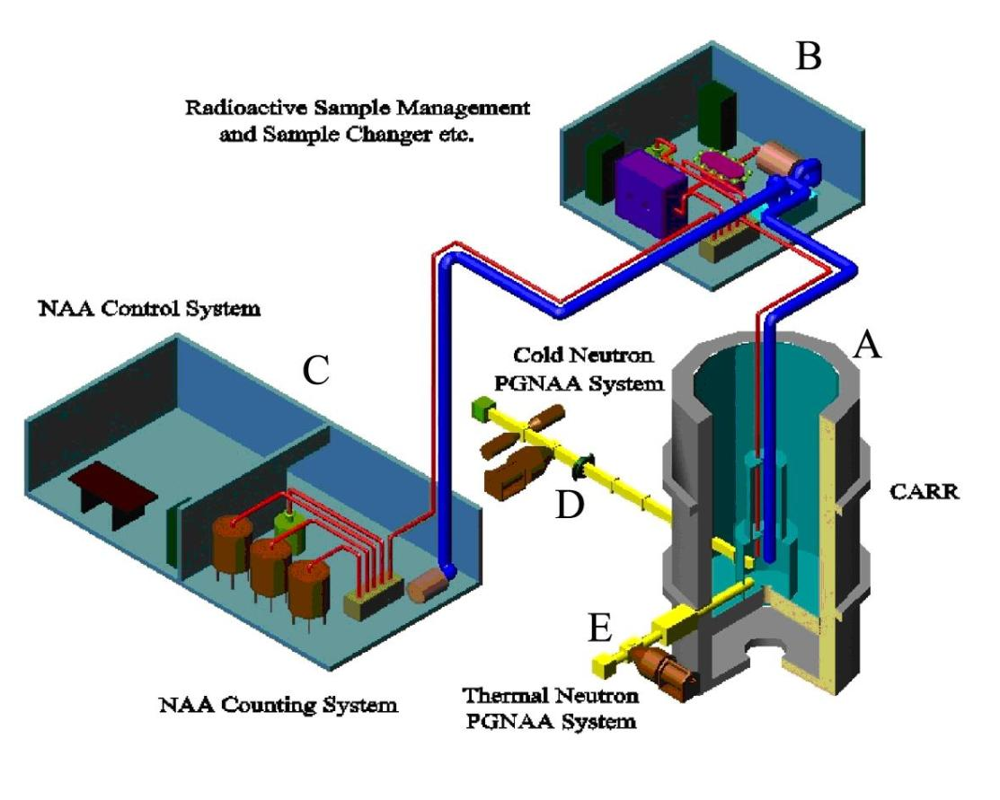 B
Radioactive Sample Management
and Sample Changer etc.
NAA Control System
C
Cold Neutron
PGNAA System
A
D
CARR
E
Thermal Neutron
PGNAA System
NAA Counting System